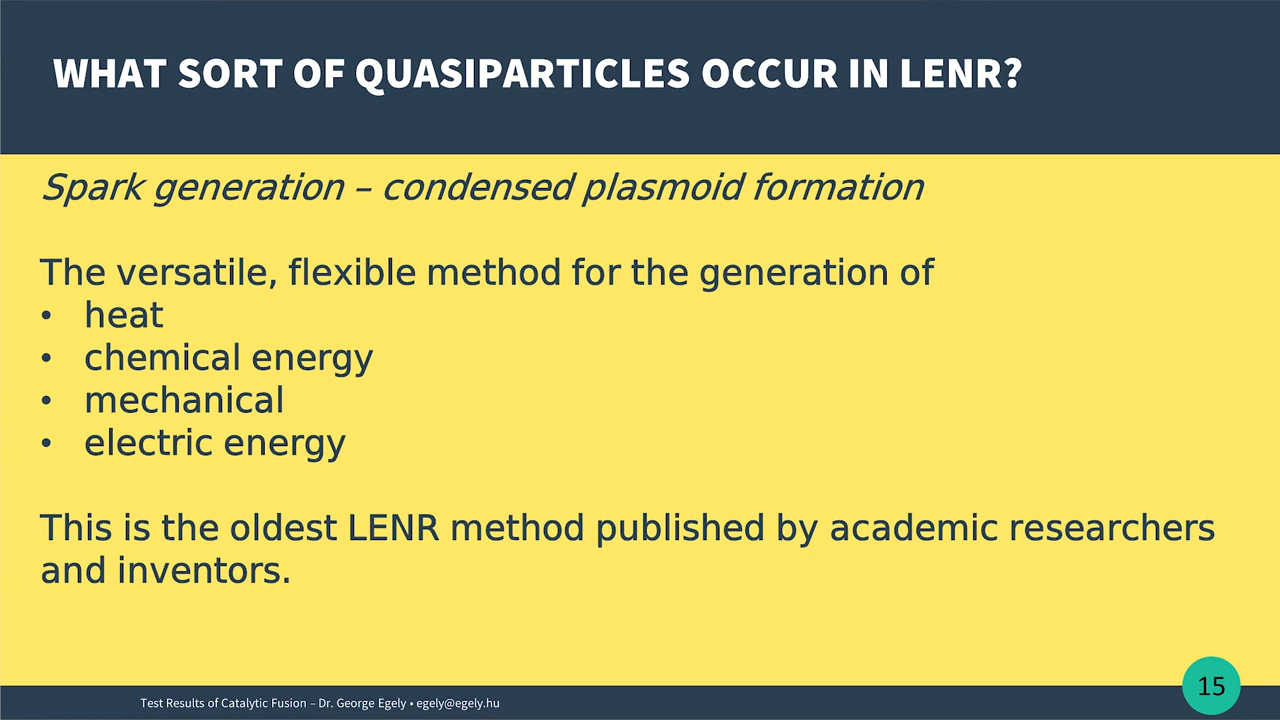 WHAT SORT OF QUASIPARTICLES OCCUR IN LENR?
Spark generation – condensed plasmoid formation
The versatile, flexible method for the generation of
• heat
• chemical energy
• mechanical
• electric energy
This is the oldest LENR method published by academic researchers
and inventors.
Test Results of Catalytic Fusion – Dr. George Egely • egely@egely.hu
15